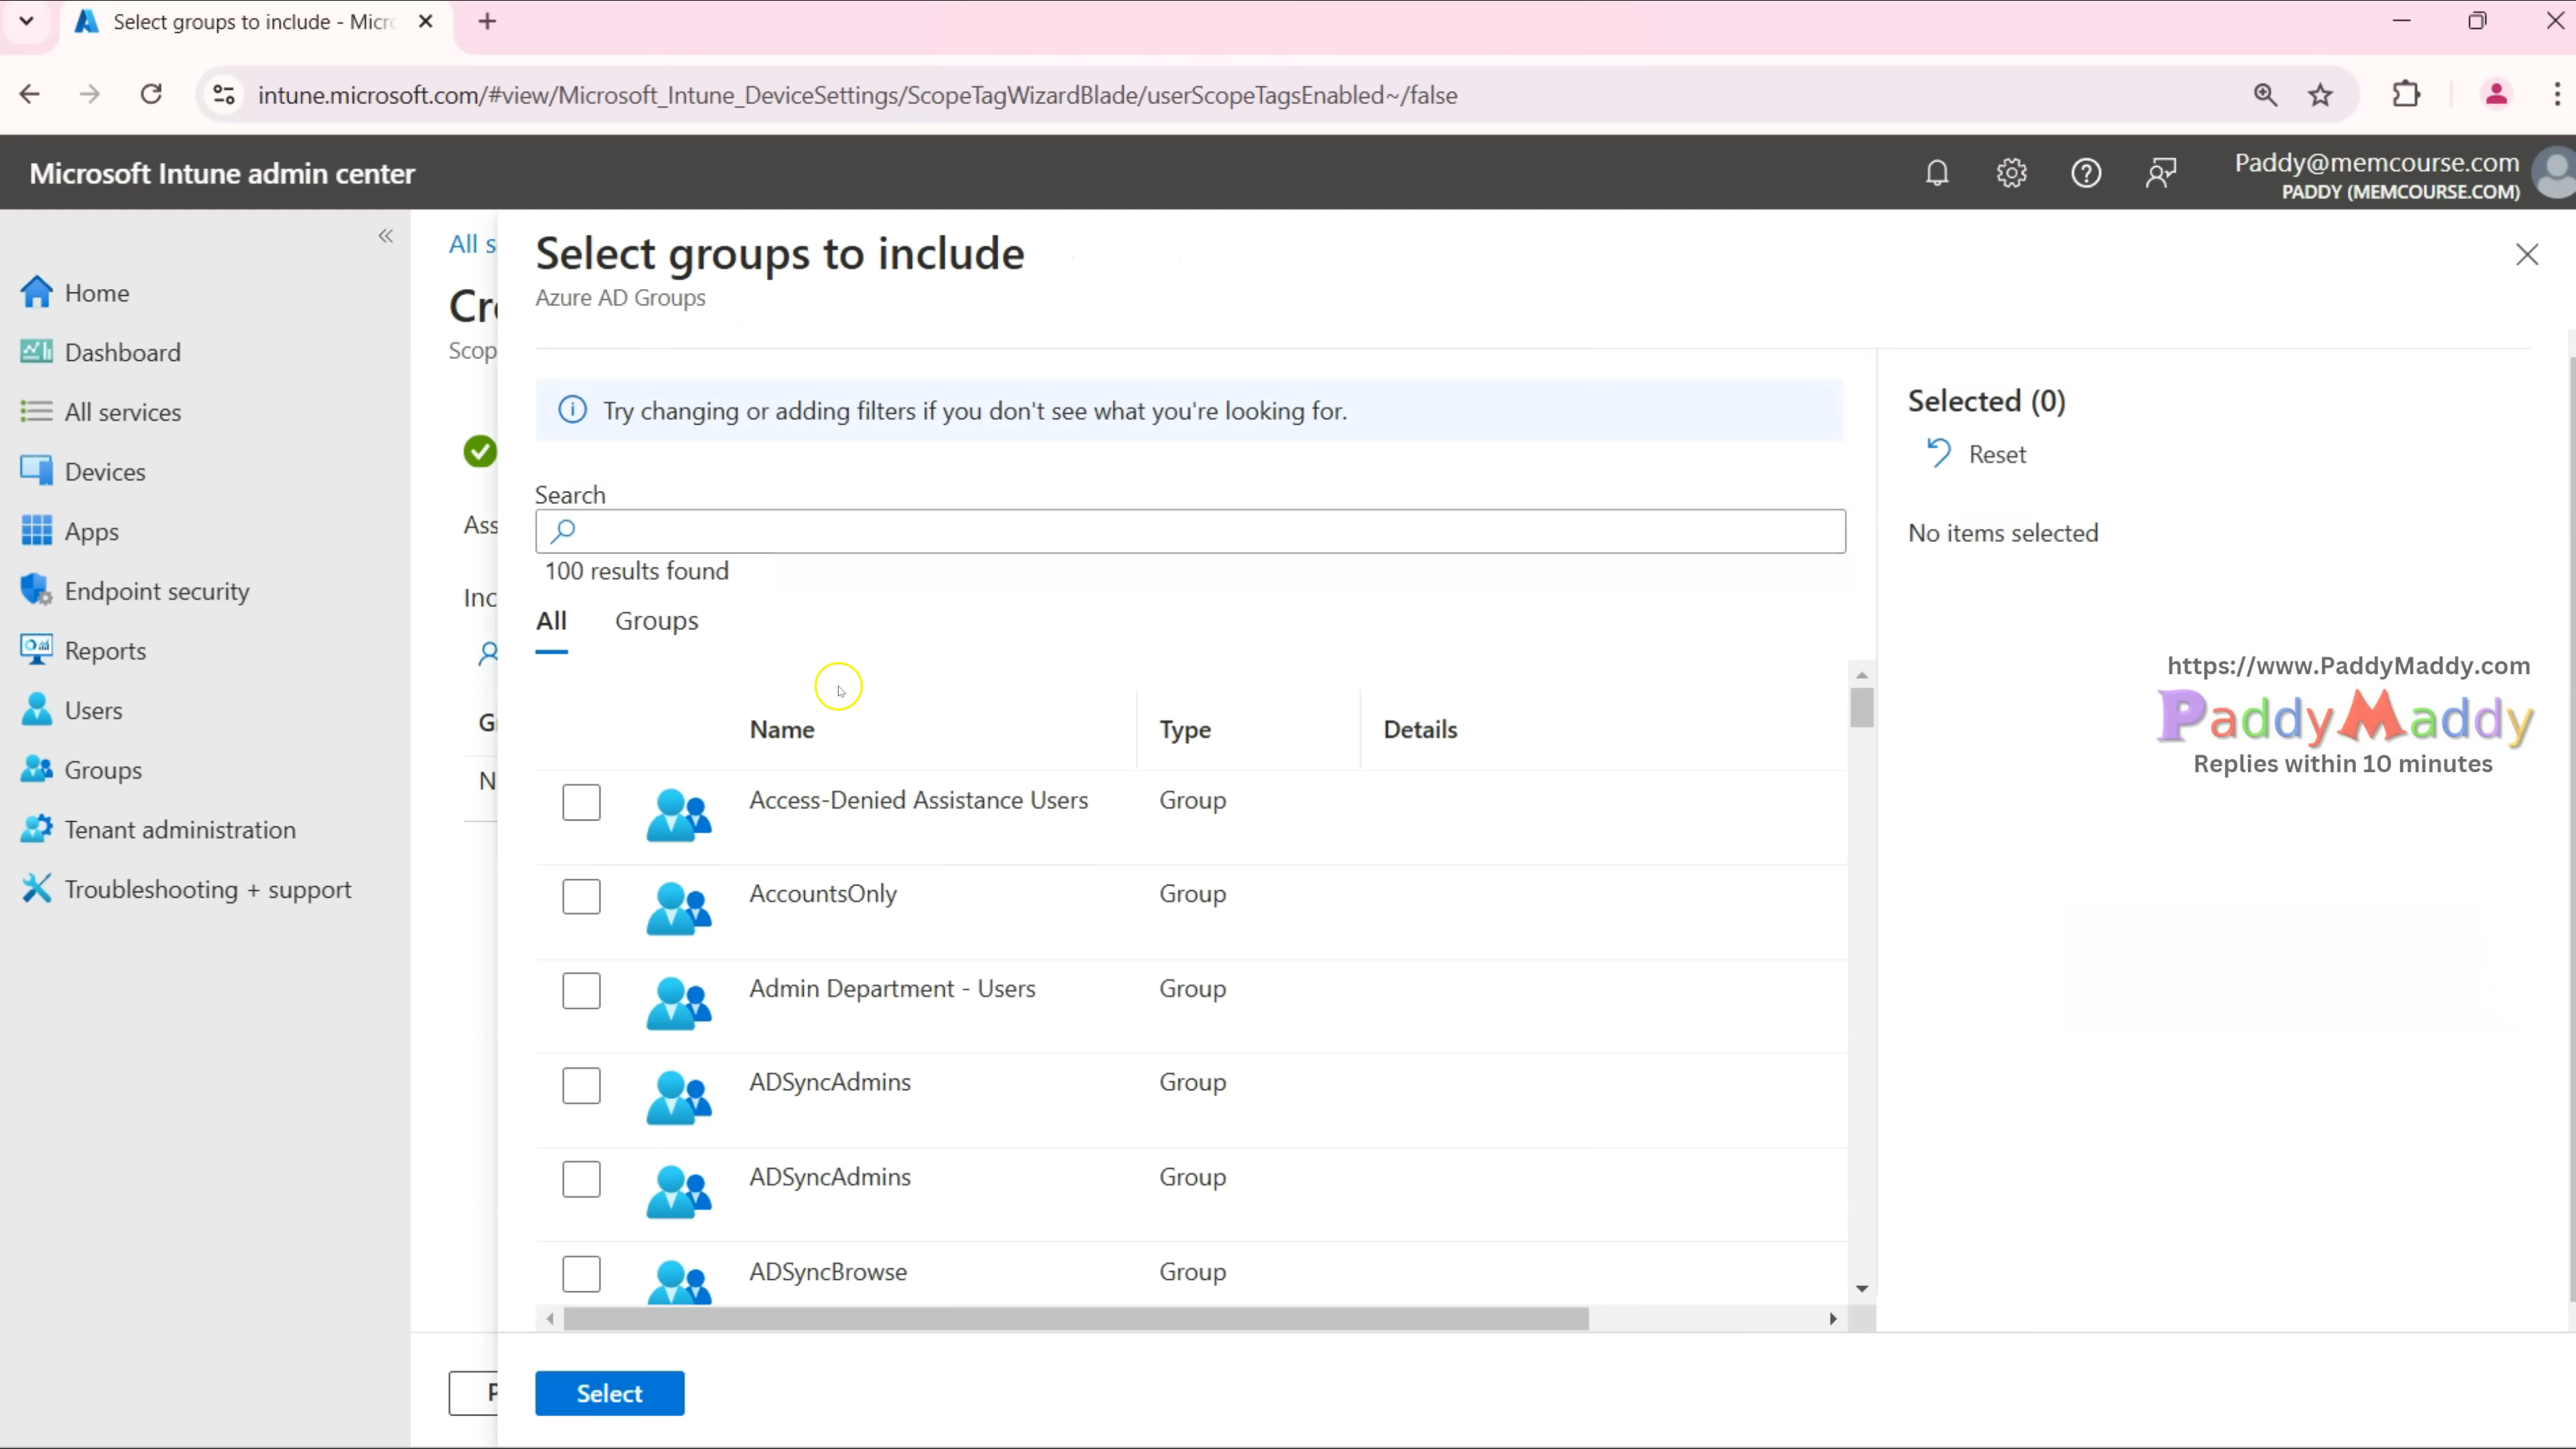 Select groups to include - Micr
intune.microsoft.com/#view/Microsoft_Intune_DeviceSettings/ScopeTagWizardBlade/userScopeTagsEnabled~/false
Microsoft Intune admin center
Paddy@memcourse.com
PADDY (MEMCOURSE.COM)
Home
Dashboard
All services
Devices
Apps
Endpoint security
Reports
Users
Groups
Tenant administration
Troubleshooting + support
All s
Cre
Scop
Ass
Inc
G
N
P
Select groups to include
Azure AD Groups
Try changing or adding filters if you don't see what you're looking for.
Search
100 results found
All Groups
Name Type Details
Access-Denied Assistance Users Group
AccountsOnly Group
Admin Department - Users Group
ADSyncAdmins Group
ADSyncAdmins Group
ADSyncBrowse Group
Select
Selected (0)
Reset
No items selected
https://www.PaddyMaddy.com
PaddyMaddy
Replies within 10 minutes